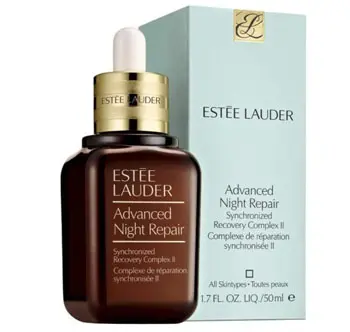 ESTĒE
LAUDER
Advanced
Night Repair
Synchronized
Recovery Complex II
Complexe de réparation
synchronisée II
ESTĒE LAUDER
Advanced
Night Repair
Synchronized
Recovery Complex II
Complexe de réparation
synchronisée II
All Skintypes • Toutes peaux
1.7 FL. OZ. LIQ./50ml e